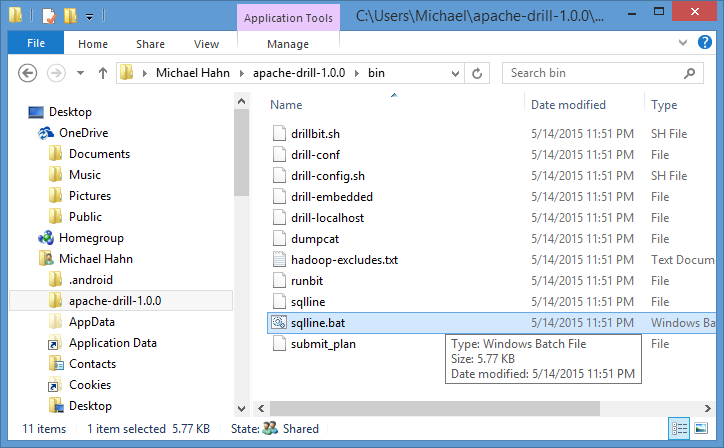 Application Tools
C:\Users\Michael\apache-drill-1.0.0\...
File
Home
Share
View
Manage
Michael Hahn
apache-drill-1.0.0
bin
Search bin
Desktop
OneDrive
Documents
Music
Pictures
Public
Homegroup
Michael Hahn
.android
apache-drill-1.0.0
AppData
Application Data
Contacts
Cookies
Desktop
Name Date modified Type
drillbit.sh 5/14/2015 11:51 PM SH File
drill-conf 5/14/2015 11:51 PM File
drill-config.sh 5/14/2015 11:51 PM SH File
drill-embedded 5/14/2015 11:51 PM File
drill-localhost 5/14/2015 11:51 PM File
dumpcat 5/14/2015 11:51 PM File
hadoop-excludes.txt 5/14/2015 11:51 PM Text Docum
runbit 5/14/2015 11:51 PM File
sqlline 5/14/2015 11:51 PM File
sqlline.bat 5/14/2015 11:51 PM Windows Ba
submit_plan 5/14/2015 11:51 PM File
Type: Windows Batch File
Size: 5.77 KB
Date modified: 5/14/2015 11:51 PM
11 items 1 item selected 5.77 KB State: Shared